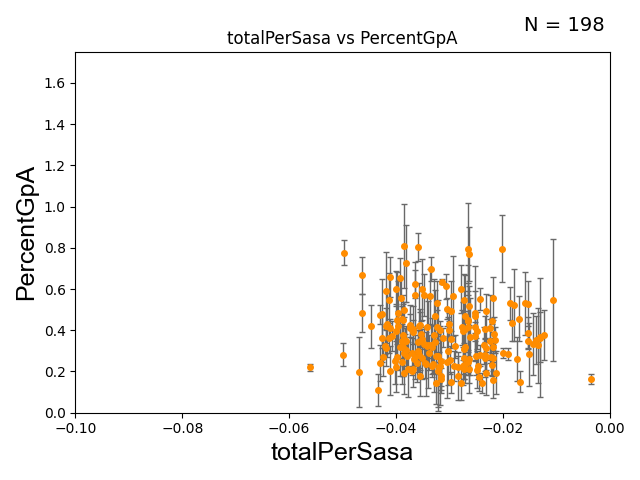 N = 198
totalPerSasa vs PercentGpA
PercentGpA
1.6
1.4
1.2
1.0
0.8
0.6
0.4
0.2
0.0
−0.10 −0.08 −0.06 −0.04 −0.02 0.00
totalPerSasa